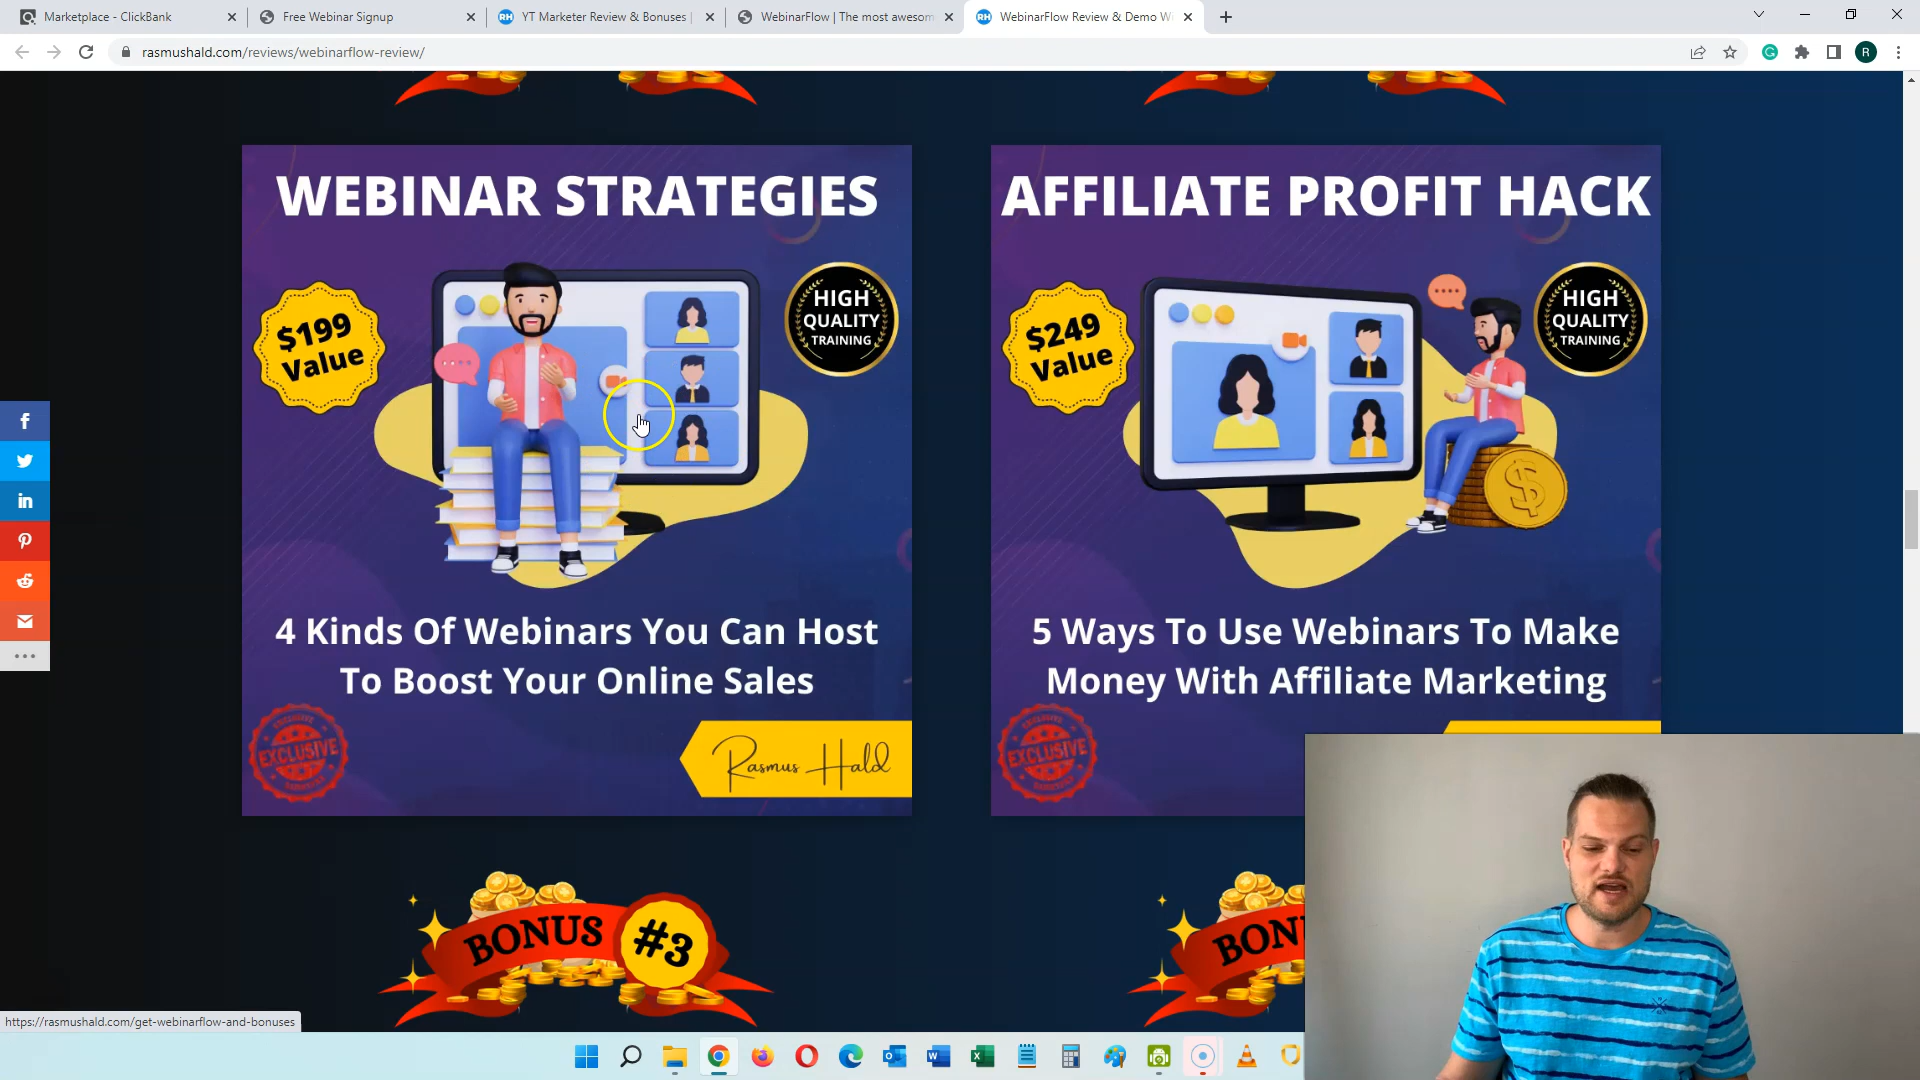 Marketplace - ClickBank
Free Webinar Signup
YT Marketer Review & Bonuses |
WebinarFlow | The most awesom
WebinarFlow Review & Demo W
rasmushald.com/reviews/webinarflow-review/
R
WEBINAR STRATEGIES
$199
Value
HIGH
QUALITY
TRAINING
4 Kinds Of Webinars You Can Host
To Boost Your Online Sales
EXCLUSIVE
Rasmus Hald
AFFILIATE PROFIT HACK
$249
Value
HIGH
QUALITY
TRAINING
5 Ways To Use Webinars To Make
Money With Affiliate Marketing
EXCLUSIVE
BONUS #3
BONU
https://rasmushald.com/get-webinarflow-and-bonuses